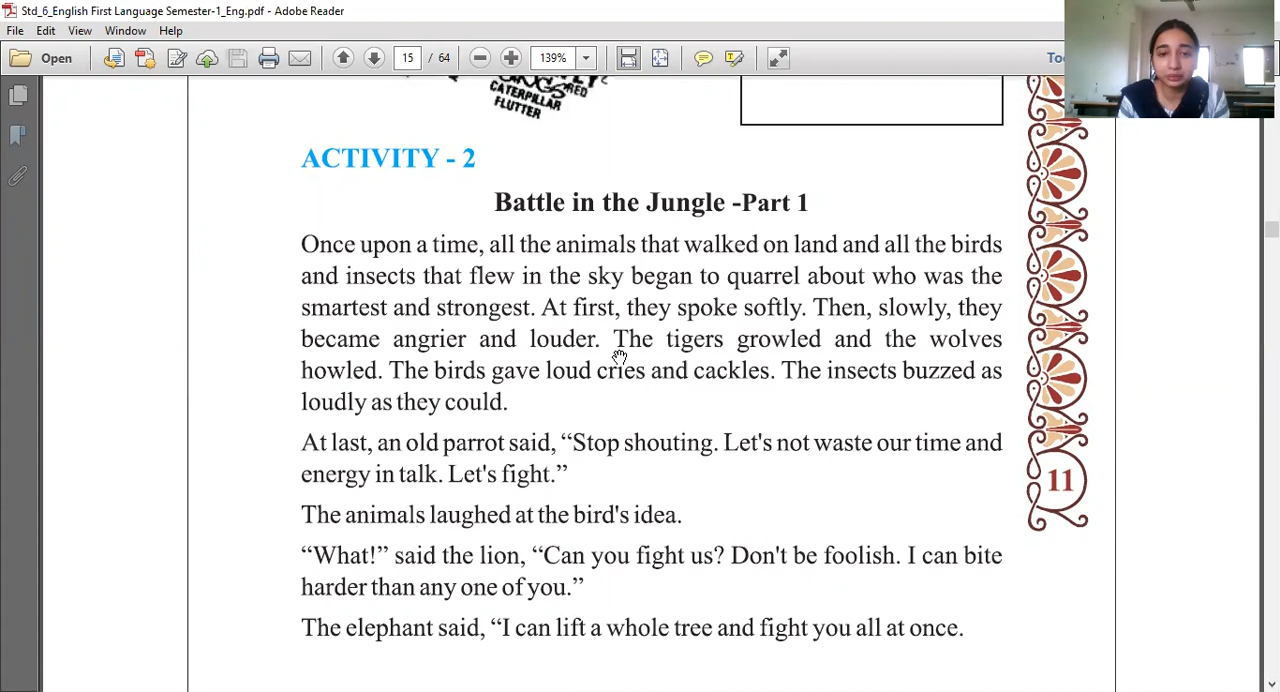 Std_6_English First Language Semester-1_Eng.pdf - Adobe Reader
File Edit View Window Help
Open 15 / 64 139%
CATERPILLAR
FLUTTER
ACTIVITY - 2
Battle in the Jungle -Part 1
Once upon a time, all the animals that walked on land and all the birds
and insects that flew in the sky began to quarrel about who was the
smartest and strongest. At first, they spoke softly. Then, slowly, they
became angrier and louder. The tigers growled and the wolves
howled. The birds gave loud cries and cackles. The insects buzzed as
loudly as they could.
At last, an old parrot said, “Stop shouting. Let's not waste our time and
energy in talk. Let's fight.”
11
The animals laughed at the bird's idea.
“What!” said the lion, “Can you fight us? Don't be foolish. I can bite
harder than any one of you.”
The elephant said, “I can lift a whole tree and fight you all at once.